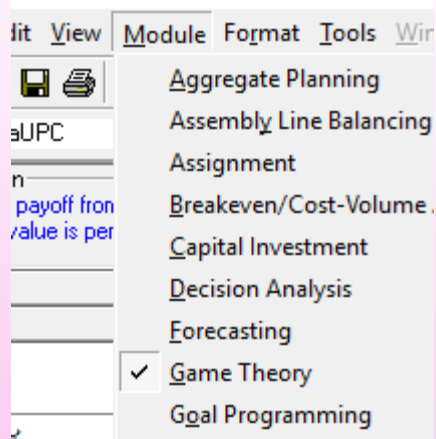 dit View Module Format Tools Win
Aggregate Planning
aUPC
Assembly Line Balancing
n
Assignment
payoff from
Breakeven/Cost-Volume
value is per
Capital Investment
Decision Analysis
Forecasting
Game Theory
Goal Programming